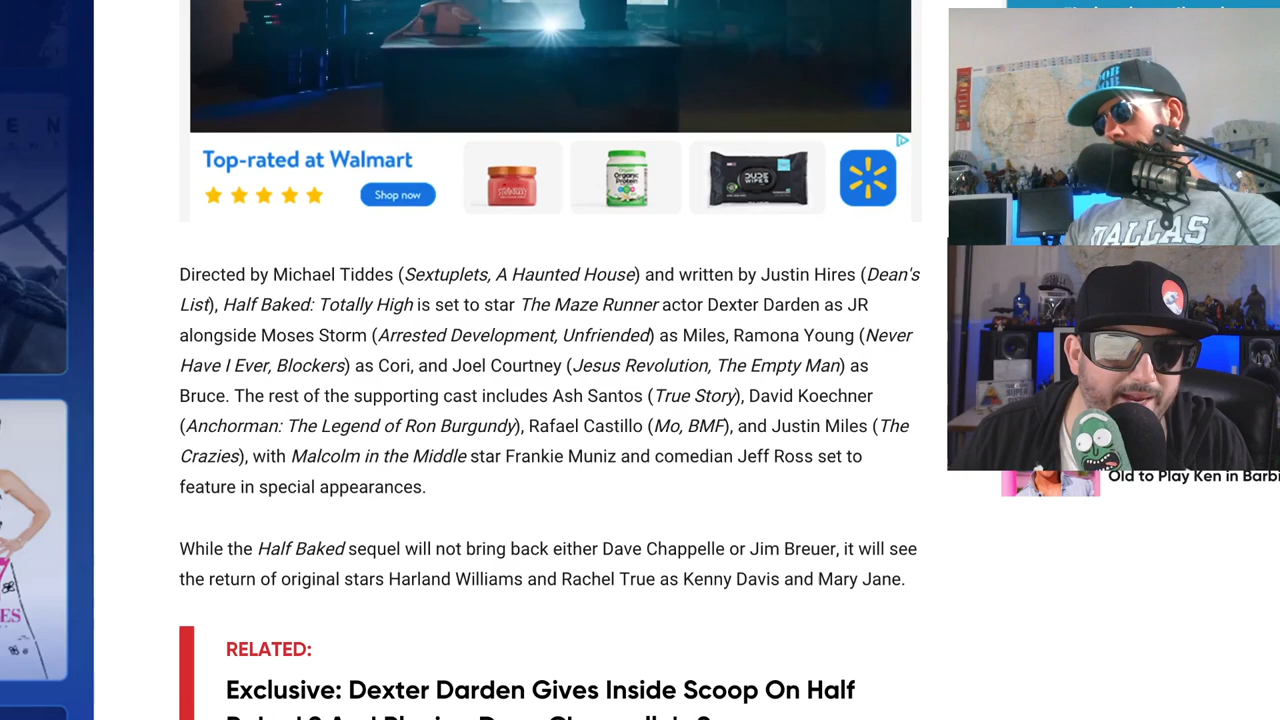 Top-rated at Walmart
Shop now
Organic
Protein
DUDE
WIPES
Directed by Michael Tiddes (Sextuplets, A Haunted House) and written by Justin Hires (Dean's
List), Half Baked: Totally High is set to star The Maze Runner actor Dexter Darden as JR
alongside Moses Storm (Arrested Development, Unfriended) as Miles, Ramona Young (Never
Have I Ever, Blockers) as Cori, and Joel Courtney (Jesus Revolution, The Empty Man) as
Bruce. The rest of the supporting cast includes Ash Santos (True Story), David Koechner
(Anchorman: The Legend of Ron Burgundy), Rafael Castillo (Mo, BMF), and Justin Miles (The
Crazies), with Malcolm in the Middle star Frankie Muniz and comedian Jeff Ross set to
feature in special appearances.
While the Half Baked sequel will not bring back either Dave Chappelle or Jim Breuer, it will see
the return of original stars Harland Williams and Rachel True as Kenny Davis and Mary Jane.
RELATED:
Exclusive: Dexter Darden Gives Inside Scoop On Half
DALLAS
Old to Play Ken in Barbi
E N
ES